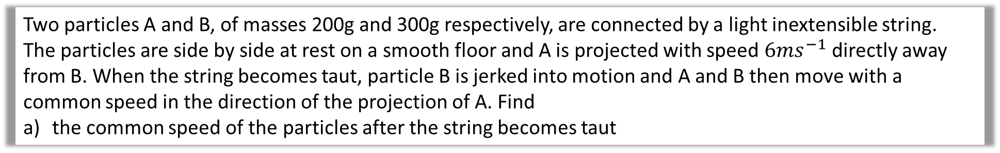 Two particles A and B, of masses 200g and 300g respectively, are connected by a light inextensible string.
The particles are side by side at rest on a smooth floor and A is projected with speed 6ms⁻¹ directly away
from B. When the string becomes taut, particle B is jerked into motion and A and B then move with a
common speed in the direction of the projection of A. Find
a) the common speed of the particles after the string becomes taut